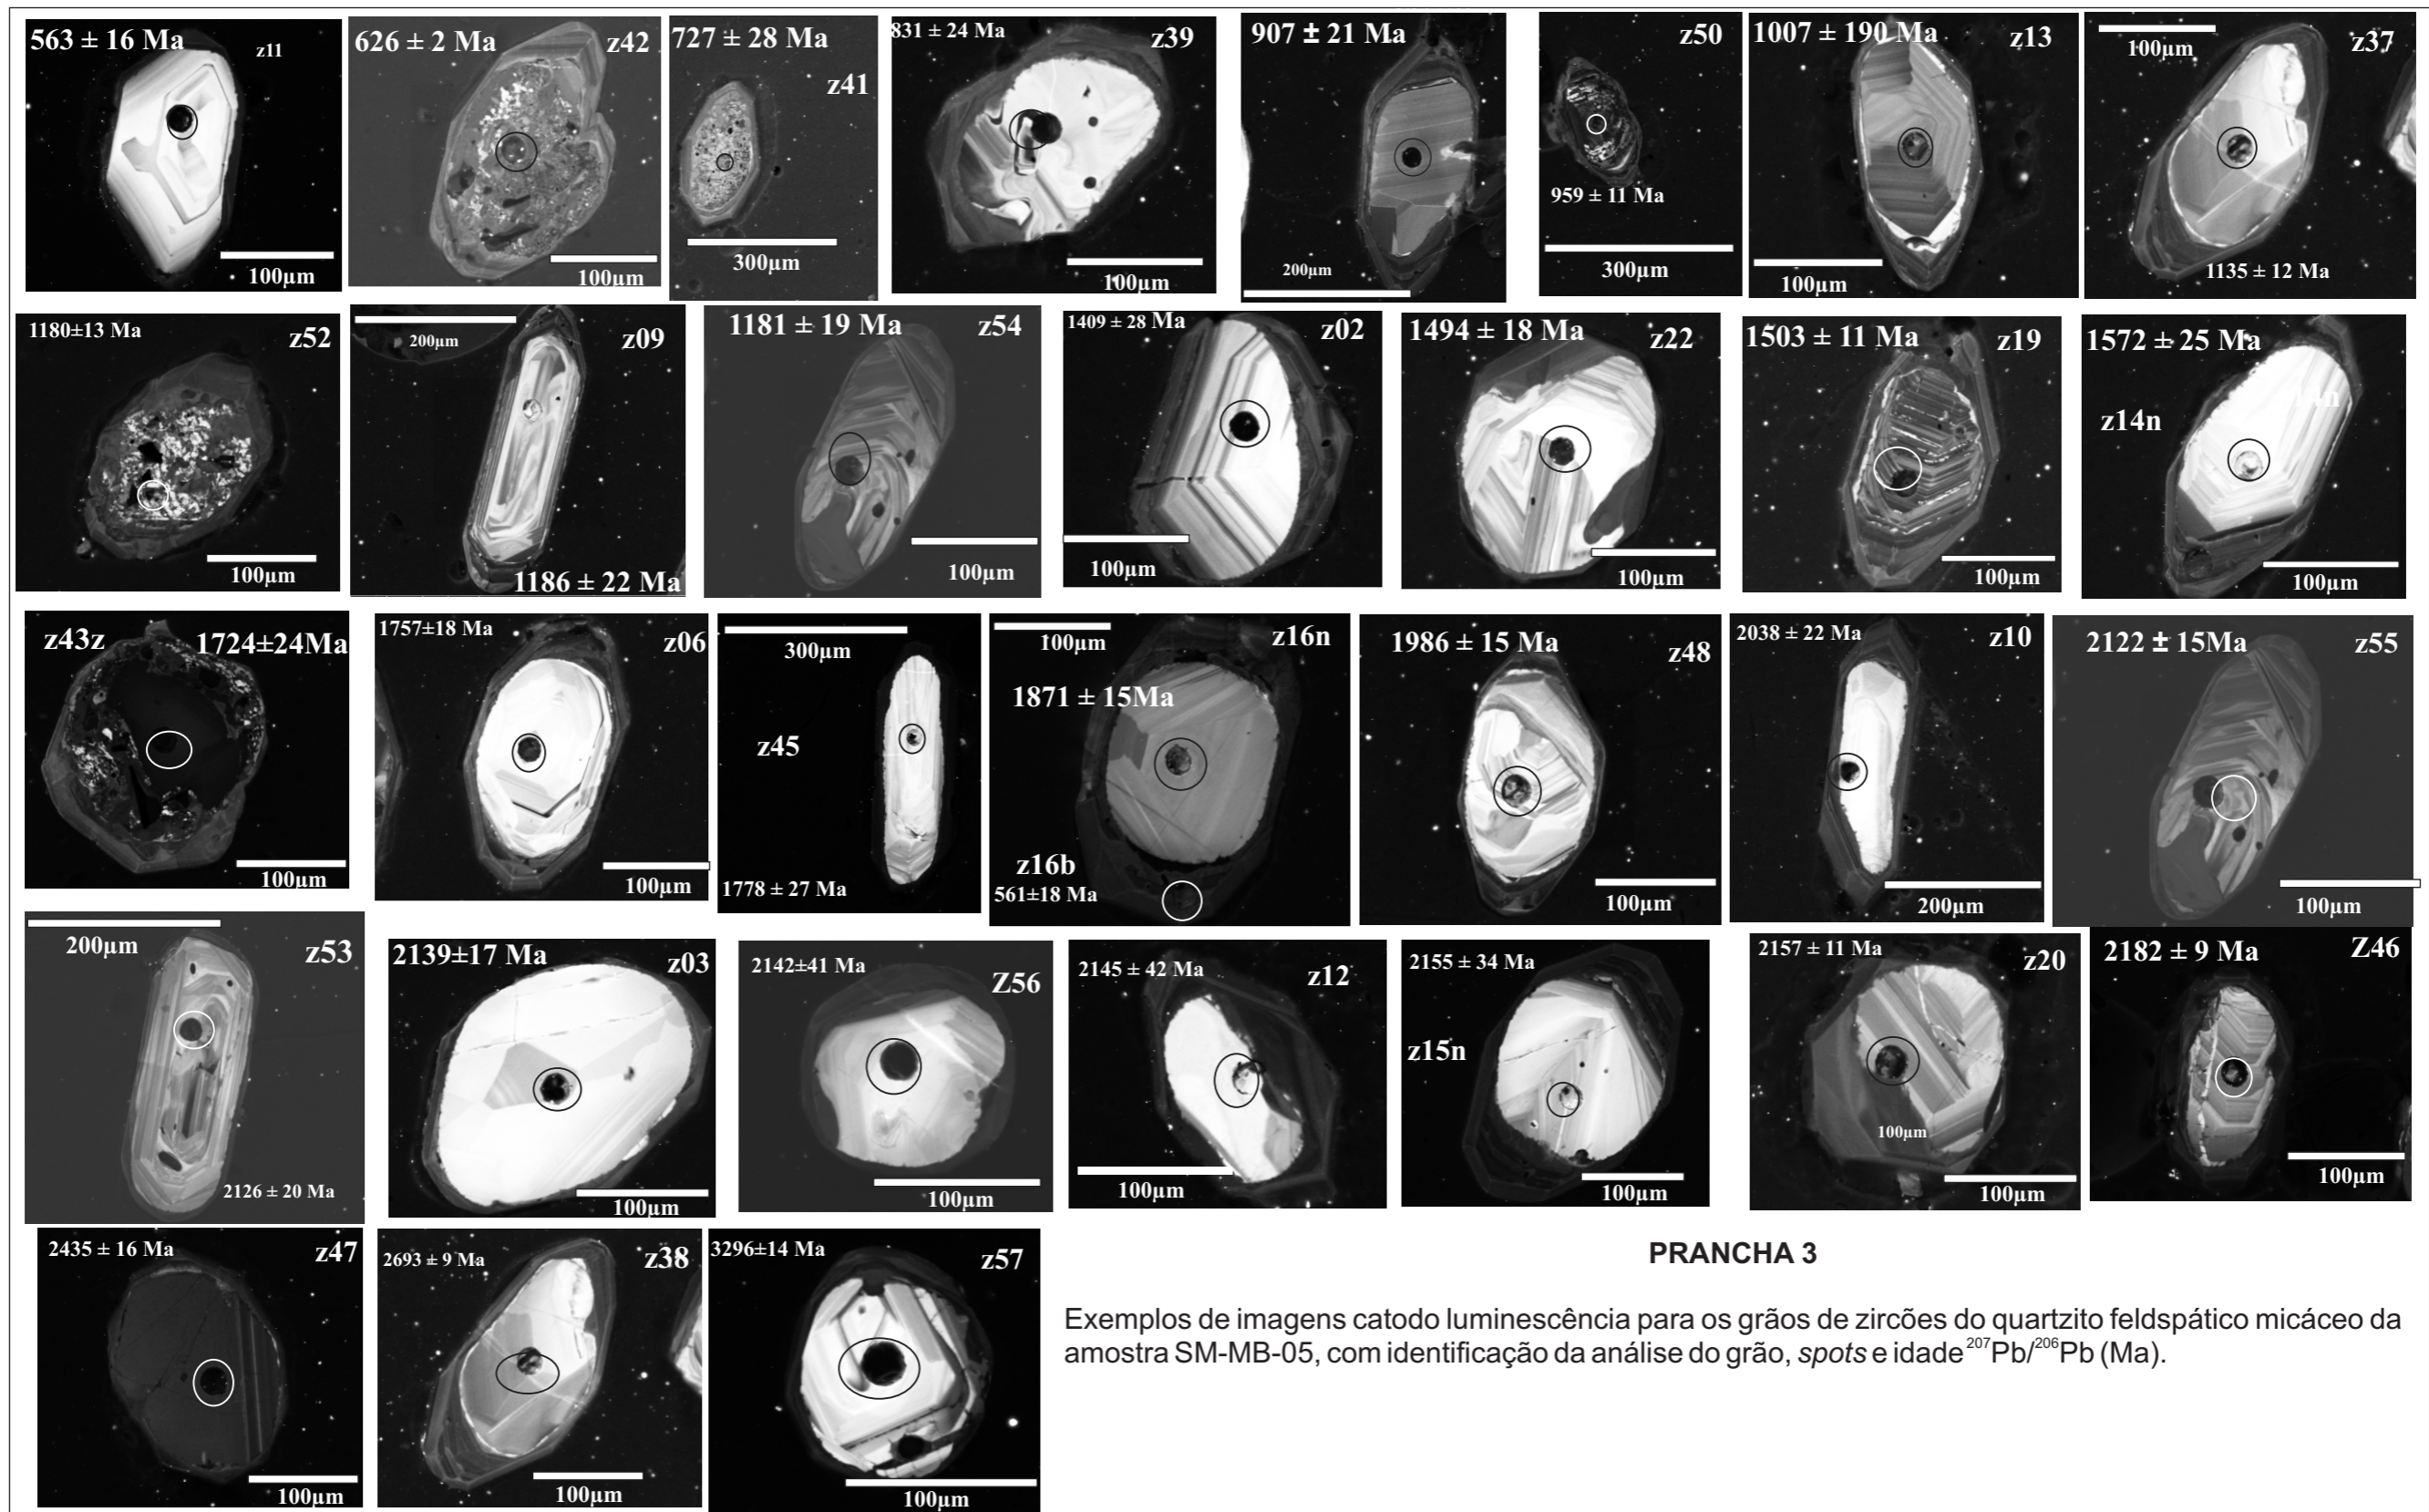 563 ± 16 Ma
z11
100µm
626 ± 2 Ma
z42
100µm
727 ± 28 Ma
z41
300µm
831 ± 24 Ma
z39
100µm
907 ± 21 Ma
200µm
z50
959 ± 11 Ma
300µm
1007 ± 190 Ma
z13
100µm
100µm
z37
1135 ± 12 Ma
1180±13 Ma
z52
100µm
200µm
z09
1186 ± 22 Ma
1181 ± 19 Ma
z54
100µm
1409 ± 28 Ma
z02
100µm
1494 ± 18 Ma
z22
100µm
1503 ± 11 Ma
z19
100µm
1572 ± 25 Ma
z14n
100µm
z43z
1724±24Ma
100µm
1757±18 Ma
z06
100µm
300µm
z45
1778 ± 27 Ma
100µm
z16n
1871 ± 15Ma
z16b
561±18 Ma
1986 ± 15 Ma
z48
100µm
2038 ± 22 Ma
z10
200µm
2122 ± 15Ma
z55
100µm
200µm
z53
2126 ± 20 Ma
2139±17 Ma
z03
100µm
2142±41 Ma
Z56
100µm
2145 ± 42 Ma
z12
100µm
2155 ± 34 Ma
z15n
100µm
2157 ± 11 Ma
z20
100µm
100µm
2182 ± 9 Ma
Z46
100µm
2435 ± 16 Ma
z47
100µm
2693 ± 9 Ma
z38
100µm
3296±14 Ma
z57
100µm
PRANCHA 3
Exemplos de imagens catodo luminescência para os grãos de zircões do quartzito feldspático micáceo da
amostra SM-MB-05, com identificação da análise do grão, spots e idade ²⁰⁷Pb/²⁰⁶Pb (Ma).